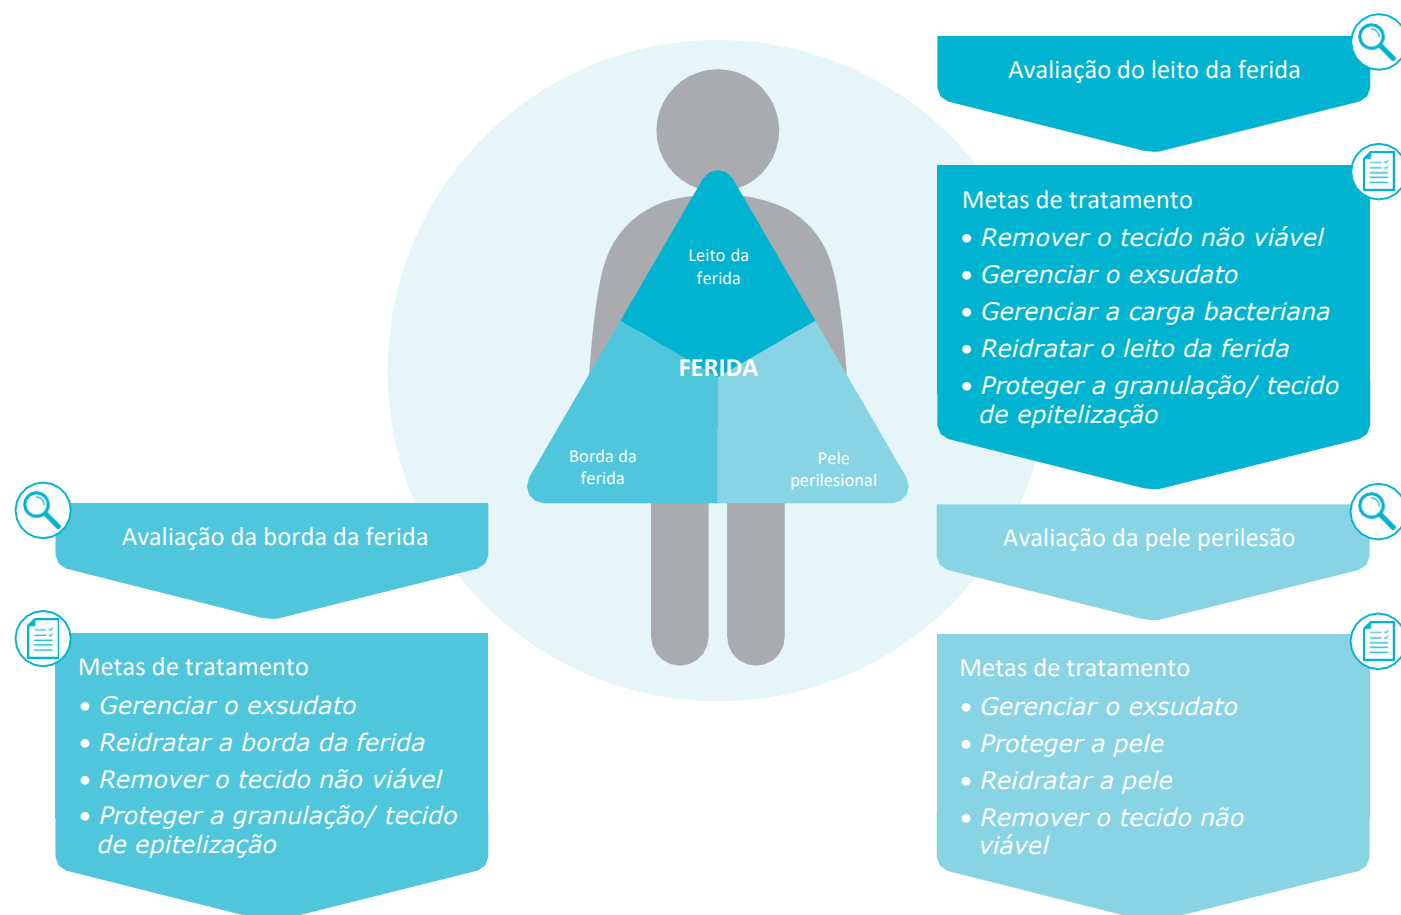 Avaliação do leito da ferida
Metas de tratamento
• Remover o tecido não viável
• Gerenciar o exsudato
• Gerenciar a carga bacteriana
• Reidratar o leito da ferida
• Proteger a granulação/ tecido
de epitelização
Leito da
ferida
FERIDA
Borda da
ferida
Pele
perilesional
Avaliação da borda da ferida
Metas de tratamento
• Gerenciar o exsudato
• Reidratar a borda da ferida
• Remover o tecido não viável
• Proteger a granulação/ tecido
de epitelização
Avaliação da pele perilesão
Metas de tratamento
• Gerenciar o exsudato
• Proteger a pele
• Reidratar a pele
• Remover o tecido não
viável